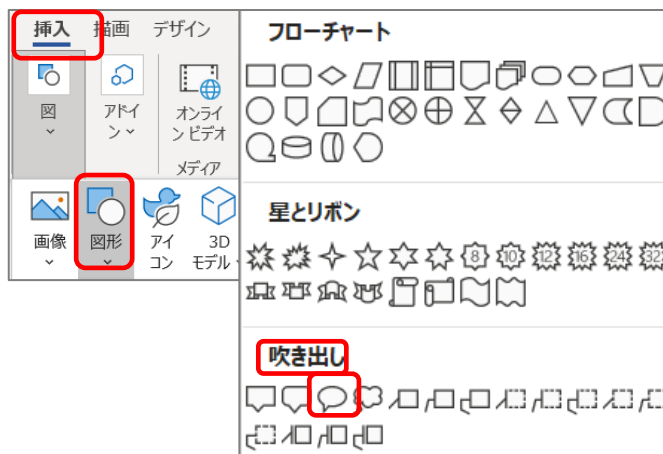 挿入 描画 デザイン
図
アドイ
ン
オンライ
ン ビデオ
メディア
画像
図形
アイ
コン
3D
モデル
フローチャート
星とリボン
8 10 12 16 24 32
吹き出し